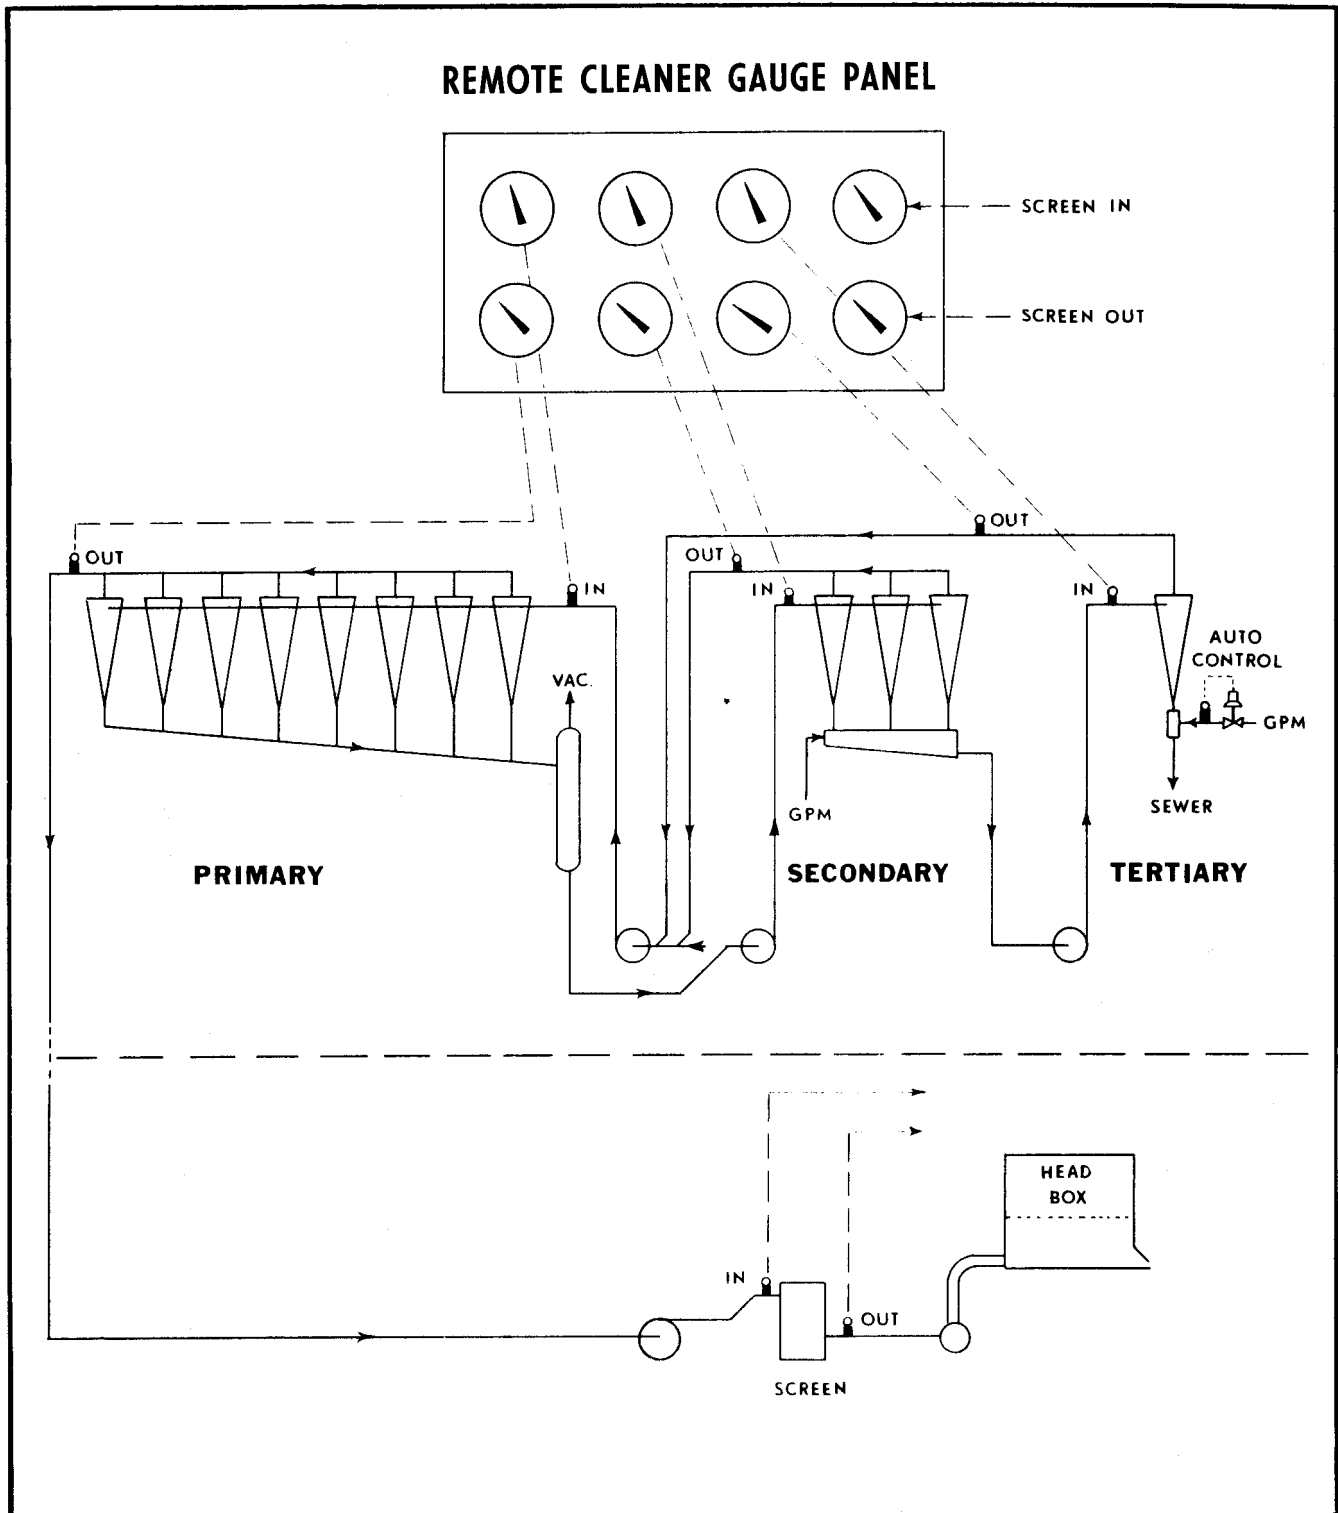 REMOTE CLEANER GAUGE PANEL
SCREEN IN
SCREEN OUT
OUT
OUT
OUT
IN
IN
IN
AUTO
CONTROL
VAC.
GPM
GPM
SEWER
PRIMARY
SECONDARY
TERTIARY
HEAD
BOX
IN
OUT
SCREEN